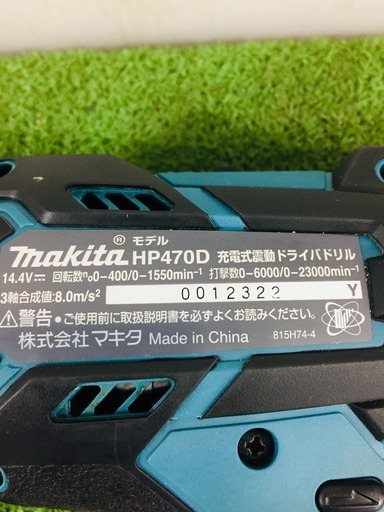 モデル
makita® HP470D 充電式震動ドライバドリル
14.4V 回転数n₀0-400/0-1550min⁻¹ 打撃数0-6000/0-23000min⁻¹
3軸合成値:8.0m/s² 0012322 Y
⚠警告・ご使用前に取扱説明書を必ずよくお読みください。
株式会社 マキタ Made in China 815H74-4